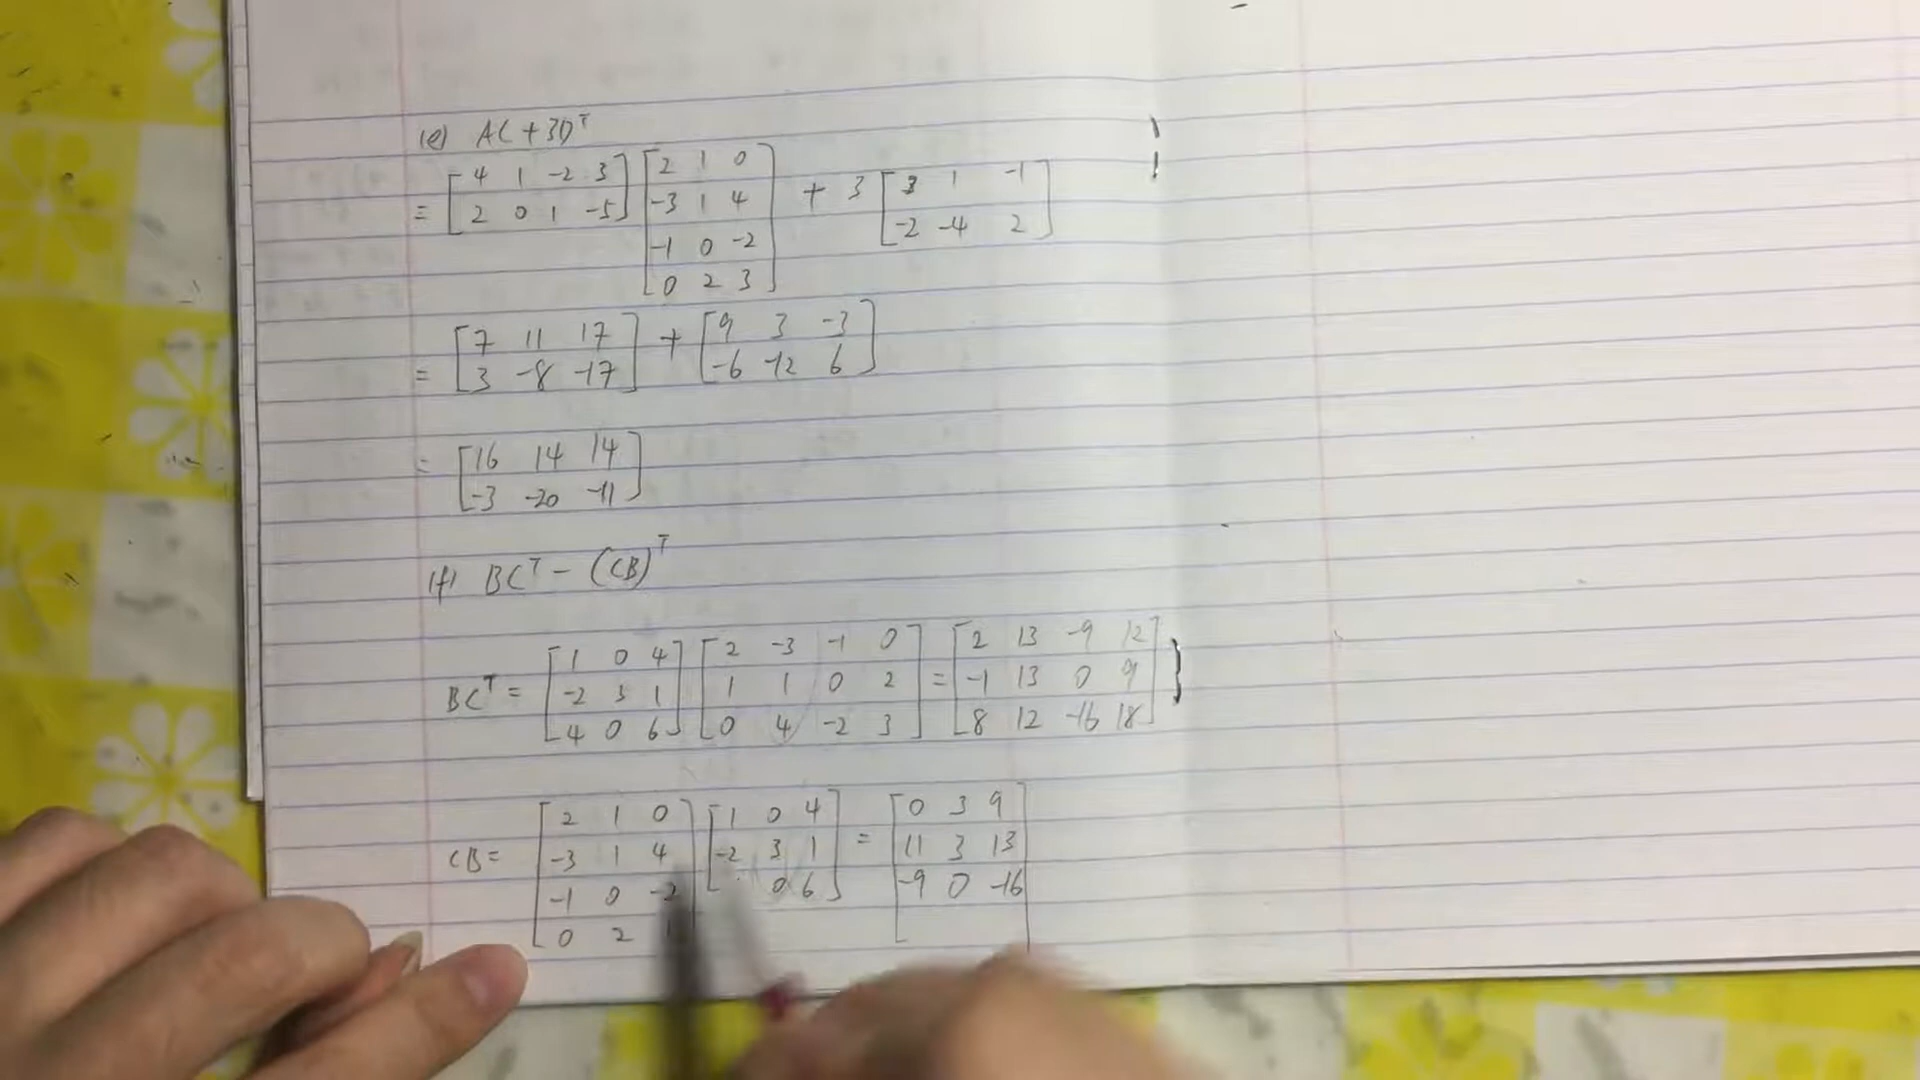 (e) AC + 3Dᵀ
= [4 1 -2 3] [2 1 0] + 3 [3 1 -1]
[2 0 1 -5] [-3 1 4] [-2 -4 2]
[-1 0 -2]
[0 2 3]
= [7 11 17] + [9 3 -3]
[3 -8 -17] [-6 -12 6]
= [16 14 14]
[-3 -20 -11]
(f) BCᵀ - (CB)ᵀ
BCᵀ = [1 0 4] [2 -3 -1 0] = [2 13 -9 12]
[-2 3 1] [1 1 0 2] [-1 13 0 9]
[4 0 6] [0 4 -2 3] [8 12 -16 18]
CB = [2 1 0] [1 0 4] = [0 3 9]
[-3 1 4] [-2 3 1] [11 3 13]
[-1 0 -2] [0 6] [-9 0 -16]
[0 2